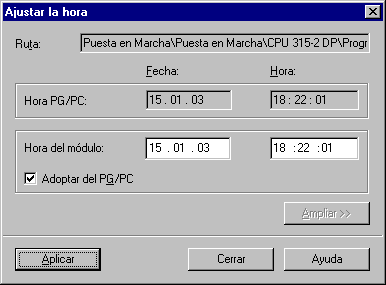 Ajustar la hora
Ruta: Puesta en Marcha\Puesta en Marcha\CPU 315-2 DP\Progr
Fecha: Hora:
Hora PG/PC: 15 . 01 . 03 18 : 22 : 01
Hora del módulo: 15 . 01 . 03 18 :22 :01
Adoptar del PG/PC
Ampliar >>
Aplicar Cerrar Ayuda